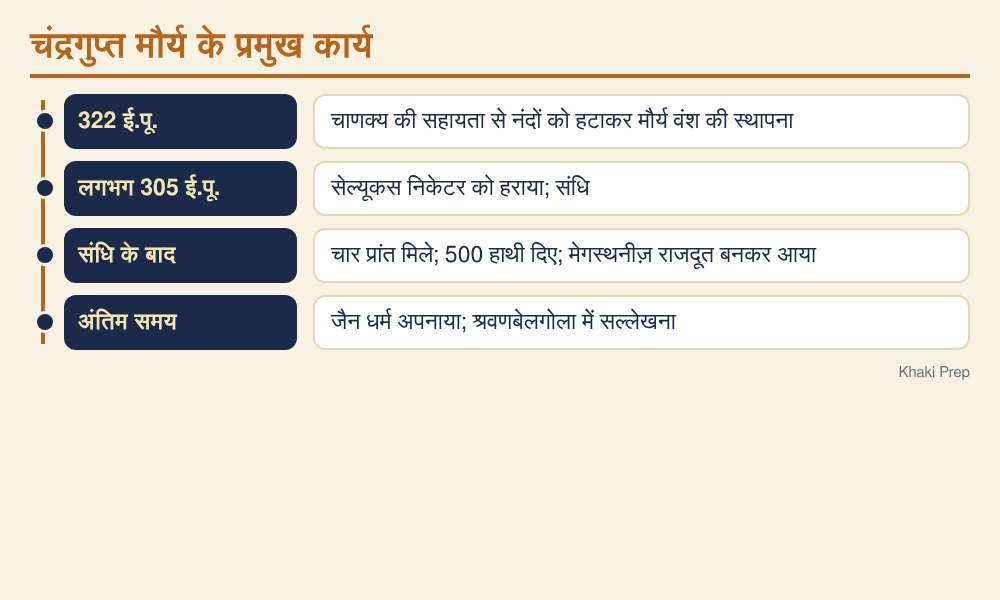 चंद्रगुप्त मौर्य के प्रमुख कार्य
322 ई.पू.
चाणक्य की सहायता से नंदों को हटाकर मौर्य वंश की स्थापना
लगभग 305 ई.पू.
सेल्यूकस निकेटर को हराया; संधि
संधि के बाद
चार प्रांत मिले; 500 हाथी दिए; मेगस्थनीज़ राजदूत बनकर आया
अंतिम समय
जैन धर्म अपनाया; श्रवणबेलगोला में सल्लेखना
Khaki Prep